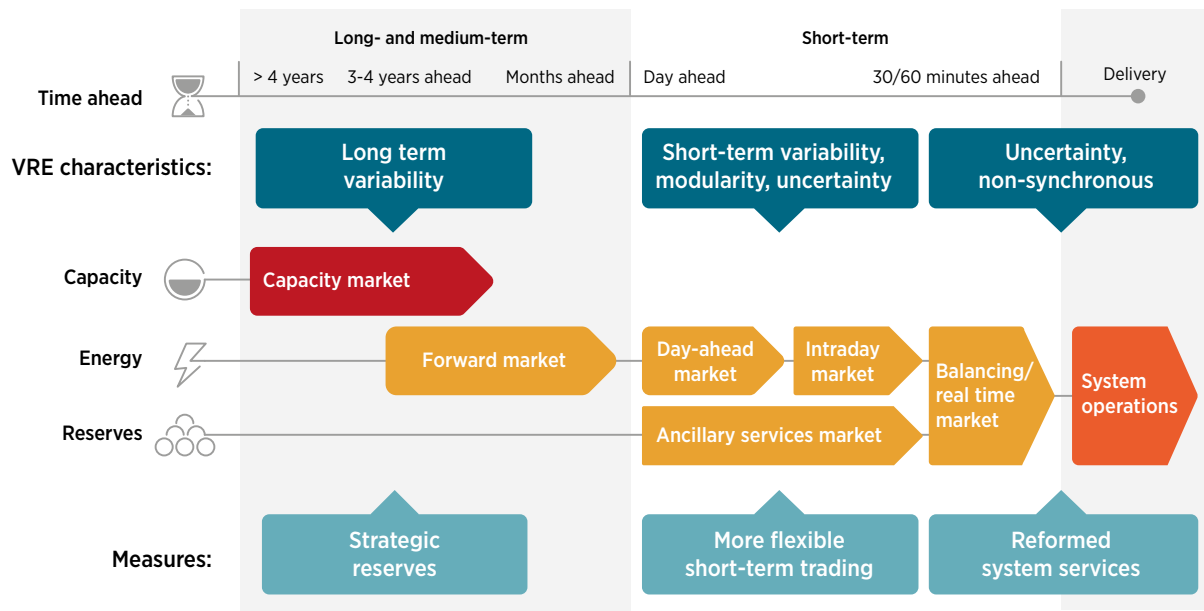 Long- and medium-term
Short-term
Time ahead
> 4 years
3-4 years ahead
Months ahead
Day ahead
30/60 minutes ahead
Delivery
VRE characteristics:
Long term
variability
Short-term variability,
modularity, uncertainty
Uncertainty,
non-synchronous
Capacity
Capacity market
Energy
Forward market
Day-ahead
market
Intraday
market
Balancing/
real time
market
System
operations
Reserves
Ancillary services market
Measures:
Strategic
reserves
More flexible
short-term trading
Reformed
system services